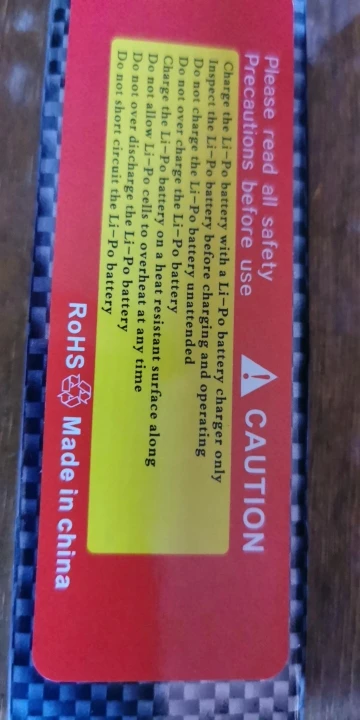 Please read all safety
Precautions before use
CAUTION
Charge the Li-Po battery with a Li-Po battery charger only
Inspect the Li-Po battery before charging and operating
Do not charge the Li-Po battery unattended
Do not over charge the Li-Po battery
Charge the Li-Po battery on a heat resistant surface along
Do not allow Li-Po cells to overheat at any time
Do not over discharge the Li-Po battery
Do not short circuit the Li-Po battery
RoHS Made in china